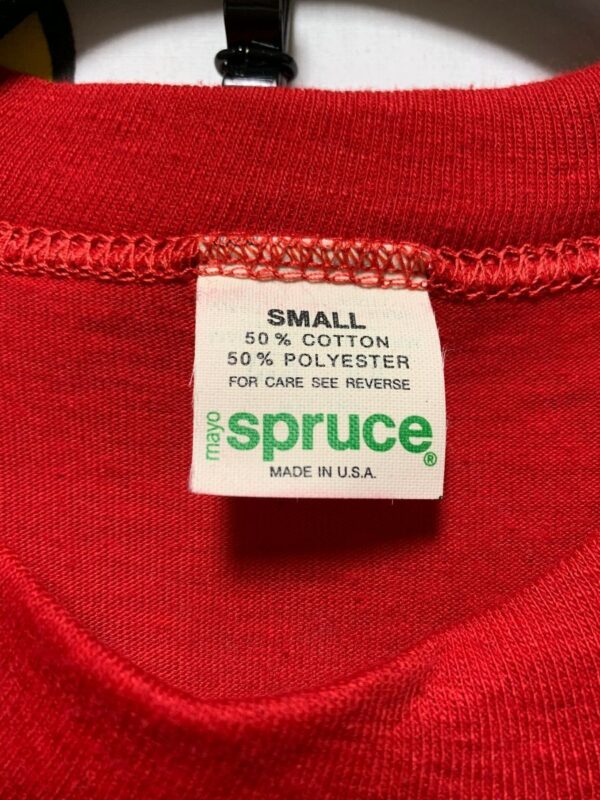 SMALL
50% COTTON
50% POLYESTER
FOR CARE SEE REVERSE
mayo spruce®
MADE IN U.S.A.